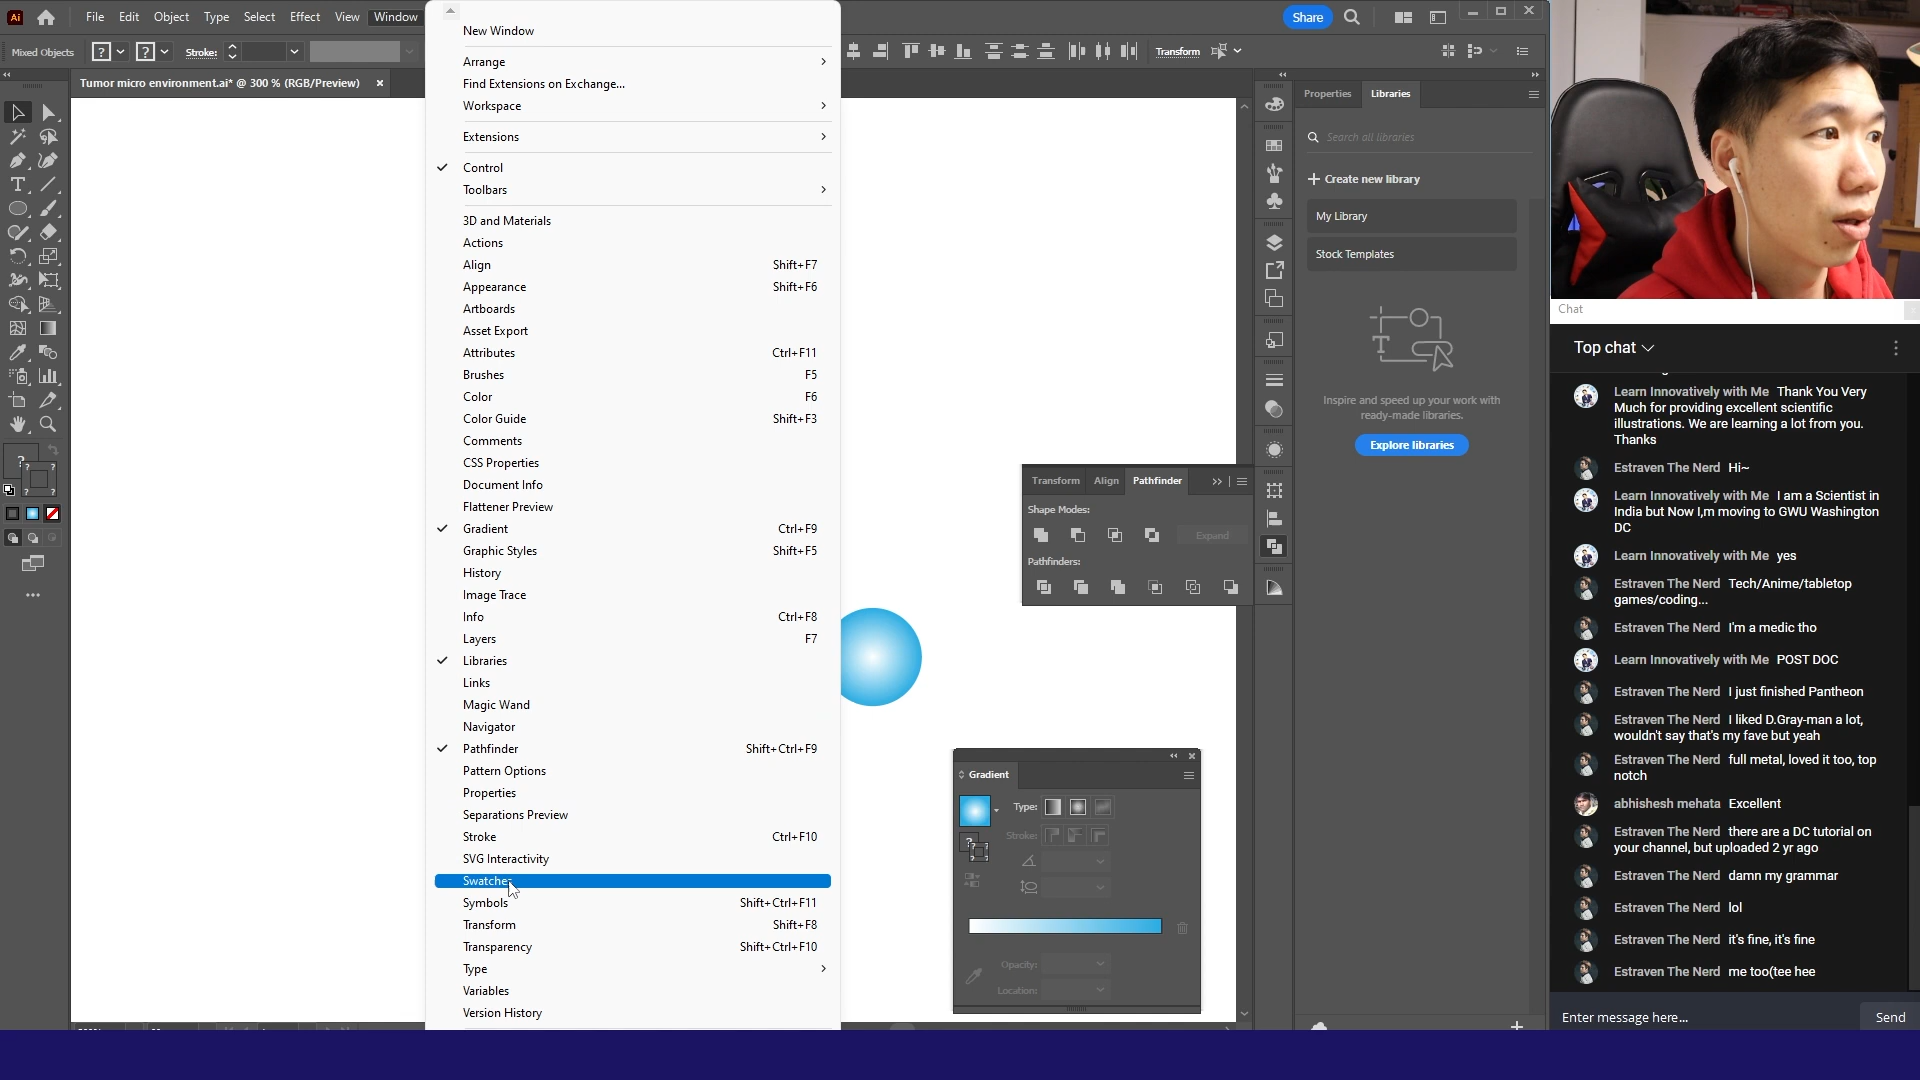 Ai
File Edit Object Type Select Effect View Window
Share
Mixed Objects
?
?
Stroke:
Transform
Tumor micro environment.ai* @ 300 % (RGB/Preview) ×
New Window
Arrange
Find Extensions on Exchange...
Workspace
Extensions
Control
Toolbars
3D and Materials
Actions
Align Shift+F7
Appearance Shift+F6
Artboards
Asset Export
Attributes Ctrl+F11
Brushes F5
Color F6
Color Guide Shift+F3
Comments
CSS Properties
Document Info
Flattener Preview
Gradient Ctrl+F9
Graphic Styles Shift+F5
History
Image Trace
Info Ctrl+F8
Layers F7
Libraries
Links
Magic Wand
Navigator
Pathfinder Shift+Ctrl+F9
Pattern Options
Properties
Separations Preview
Stroke Ctrl+F10
SVG Interactivity
Swatches
Symbols Shift+Ctrl+F11
Transform Shift+F8
Transparency Shift+Ctrl+F10
Type
Variables
Version History
Transform Align Pathfinder
Shape Modes:
Expand
Pathfinders:
Gradient
Type:
Stroke:
Opacity:
Location:
Properties Libraries
Search all libraries
+ Create new library
My Library
Stock Templates
Inspire and speed up your work with
ready-made libraries.
Explore libraries
Chat
Top chat
Learn Innovatively with Me Thank You Very
Much for providing excellent scientific
illustrations. We are learning a lot from you.
Thanks
Estraven The Nerd Hi~
Learn Innovatively with Me I am a Scientist in
India but Now I,m moving to GWU Washington
DC
Learn Innovatively with Me yes
Estraven The Nerd Tech/Anime/tabletop
games/coding...
Estraven The Nerd I'm a medic tho
Learn Innovatively with Me POST DOC
Estraven The Nerd I just finished Pantheon
Estraven The Nerd I liked D.Gray-man a lot,
wouldn't say that's my fave but yeah
Estraven The Nerd full metal, loved it too, top
notch
abhishesh mehata Excellent
Estraven The Nerd there are a DC tutorial on
your channel, but uploaded 2 yr ago
Estraven The Nerd damn my grammar
Estraven The Nerd lol
Estraven The Nerd it's fine, it's fine
Estraven The Nerd me too(tee hee
Enter message here...
Send